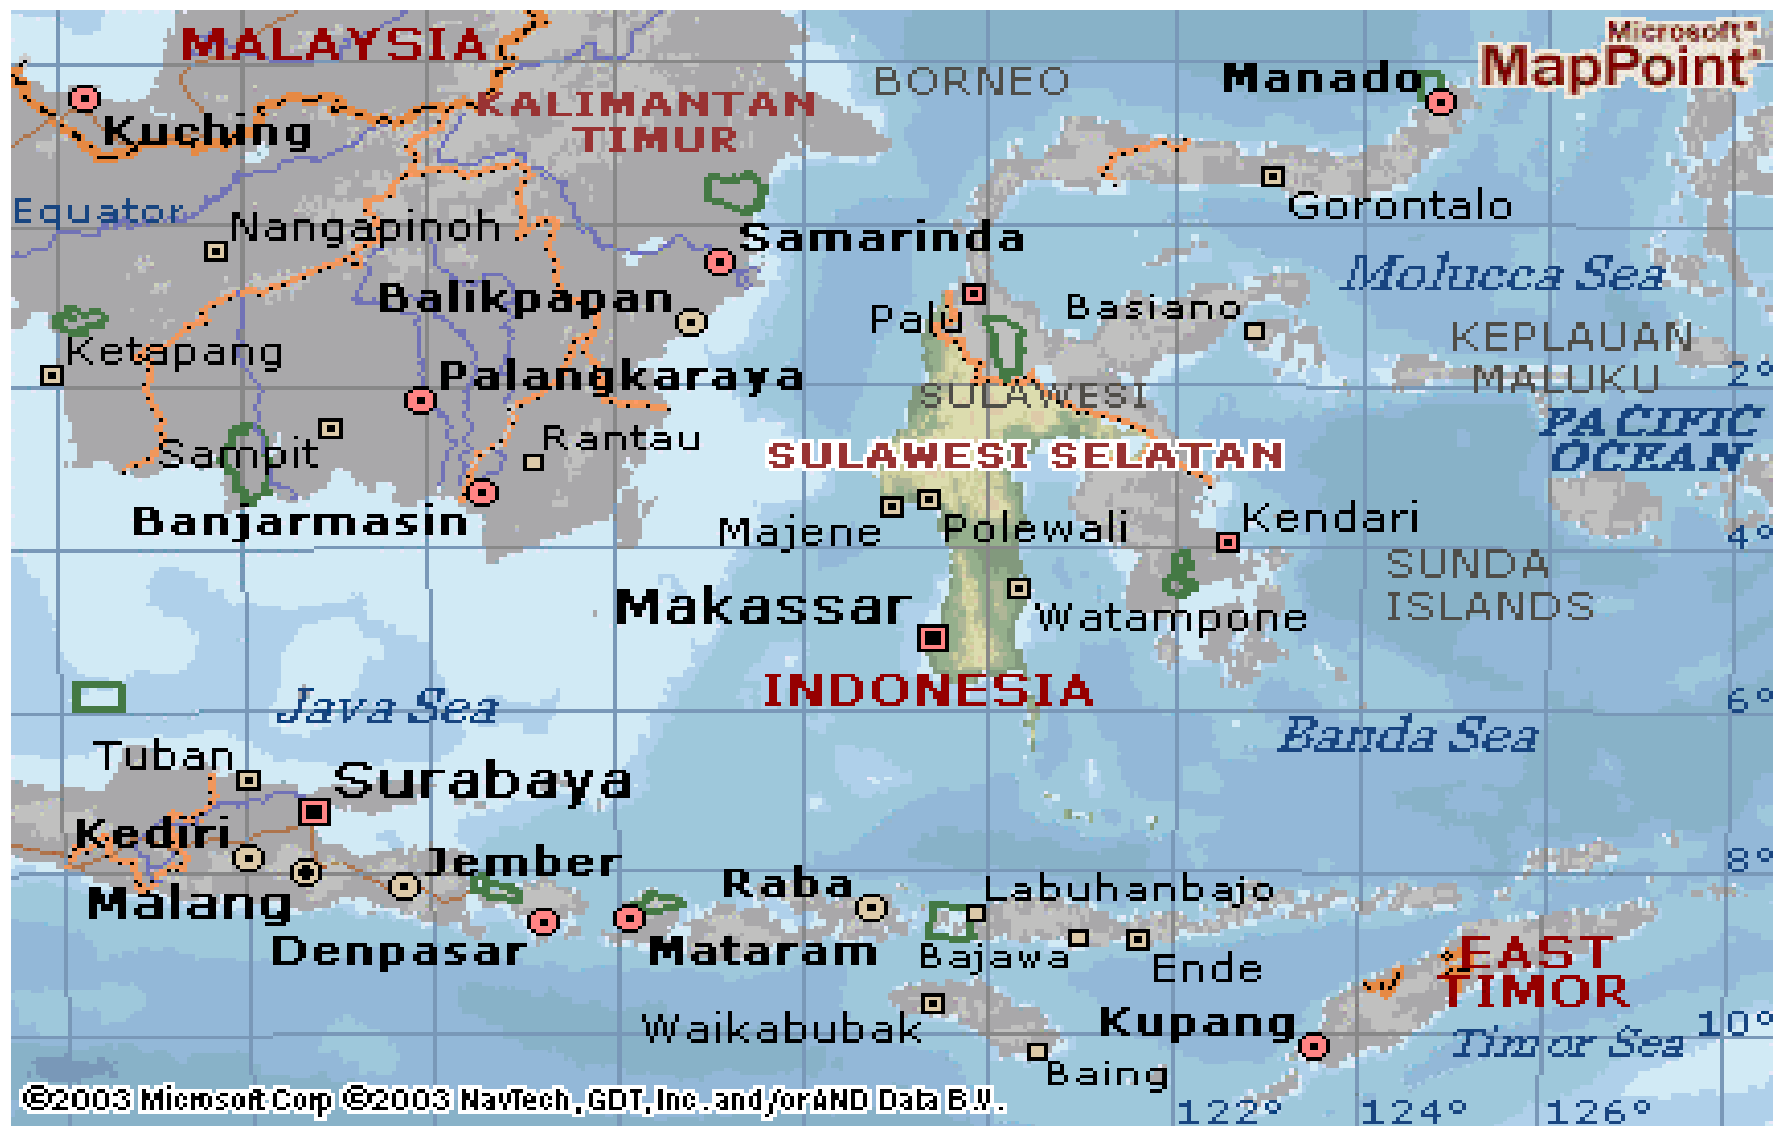 MALAYSIA
Microsoft®
MapPoint®
BORNEO
Manado
KALIMANTAN
TIMUR
Kuching
Equator
Nangapinoh
Gorontalo
Samarinda
Molucca Sea
Balikpapan
Palu
Basiano
KEPLAUAN
MALUKU
Ketapang
Palangkaraya
2°
SULAWESI
PACIFIC
OCEAN
Sampit
Rantau
SULAWESI SELATAN
Banjarmasin
Majene
Polewali
Kendari
4°
SUNDA
ISLANDS
Makassar
Watampone
INDONESIA
6°
Java Sea
Banda Sea
Tuban
Surabaya
Kediri
Jember
8°
Malang
Raba
Labuhanbajo
Denpasar
Mataram
Bajawa
Ende
EAST
TIMOR
Waikabubak
Kupang
10°
Timor Sea
Baing
©2003 Microsoft Corp ©2003 NavTech, GDT, Inc. and/or AND Data B.V.
122°
124°
126°